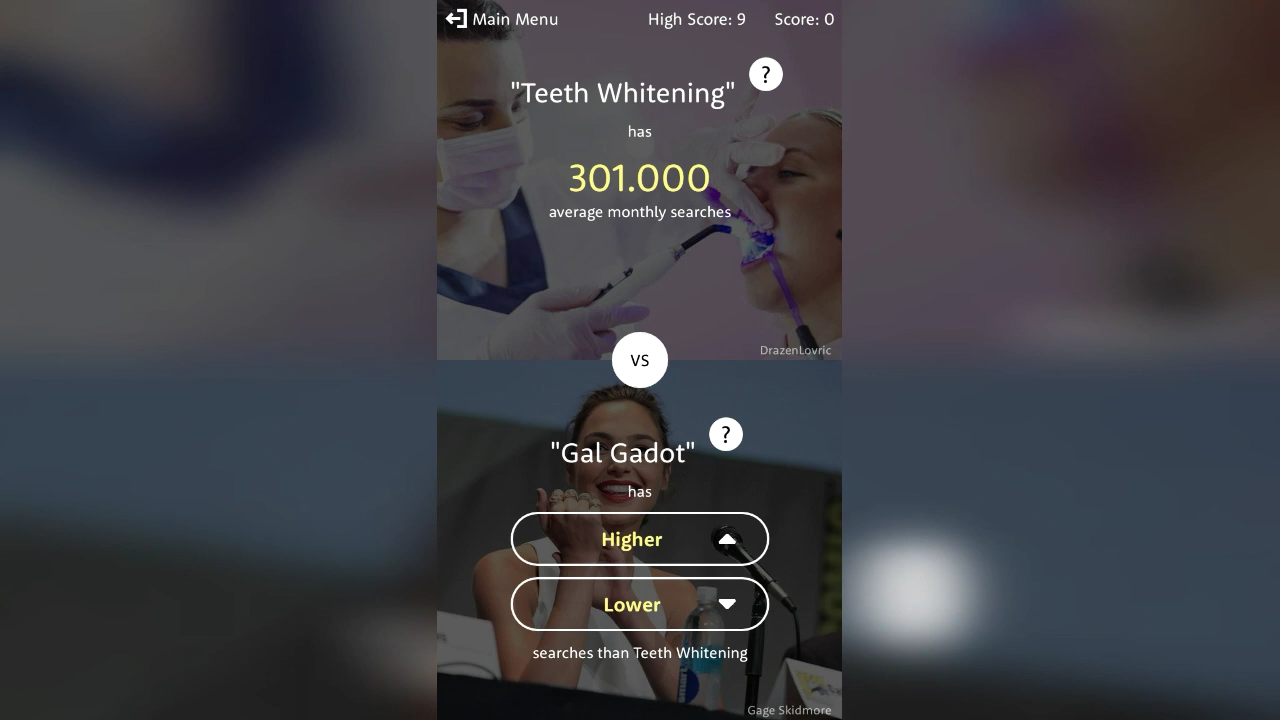 Main Menu High Score: 9 Score: 0
?
"Teeth Whitening"
has
301.000
average monthly searches
DrazenLovric
VS
?
"Gal Gadot"
has
Higher
Lower
searches than Teeth Whitening
Gage Skidmore